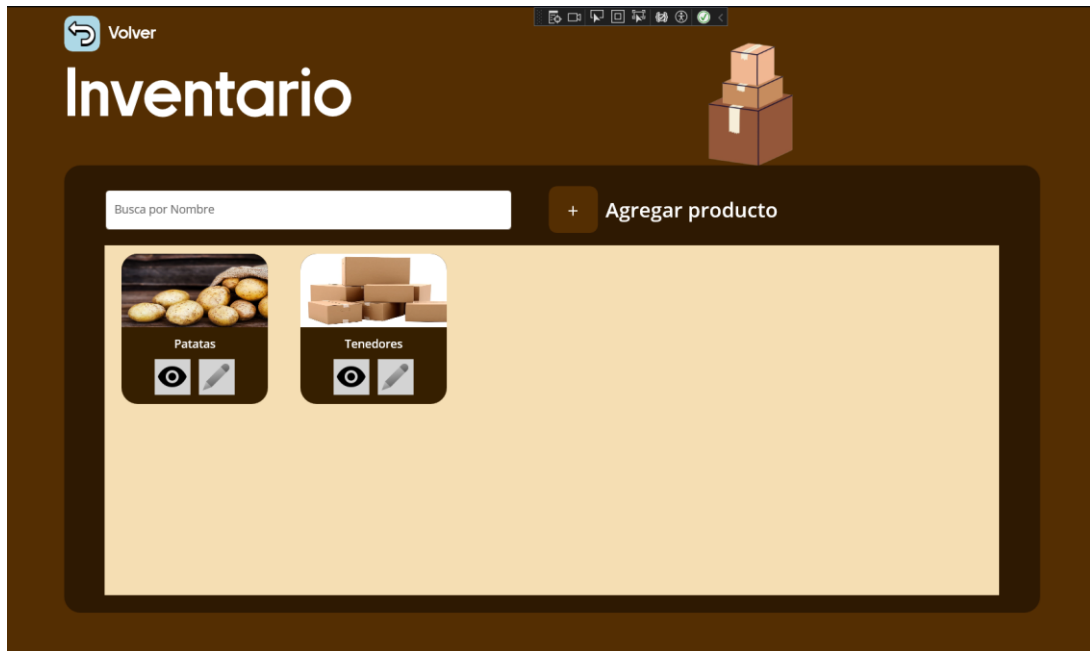 Volver
Inventario
Busca por Nombre
+ Agregar producto
Patatas
Tenedores